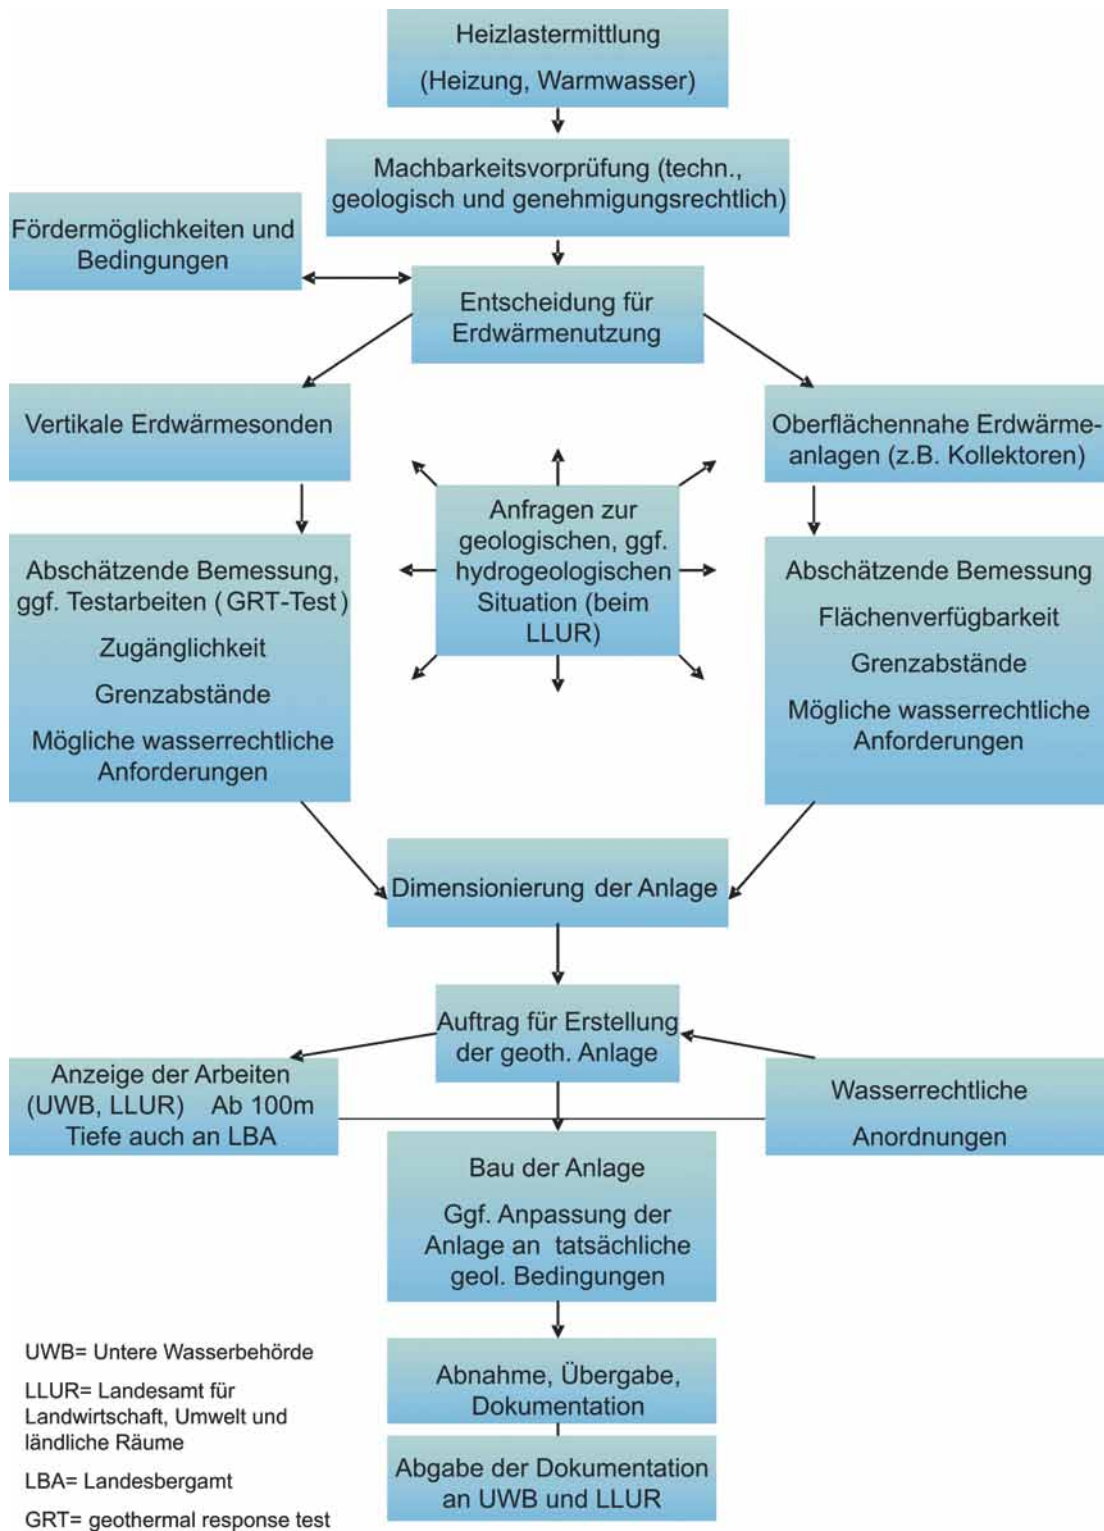 Heizlastermittlung
(Heizung, Warmwasser)
Machbarkeitsvorprüfung (techn.,
geologisch und genehmigungsrechtlich)
Fördermöglichkeiten und
Bedingungen
Entscheidung für
Erdwärmenutzung
Vertikale Erdwärmesonden
Oberflächennahe Erdwärme-
anlagen (z.B. Kollektoren)
Anfragen zur
geologischen, ggf.
hydrogeologischen
Situation (beim
LLUR)
Abschätzende Bemessung,
ggf. Testarbeiten (GRT-Test)
Zugänglichkeit
Grenzabstände
Mögliche wasserrechtliche
Anforderungen
Abschätzende Bemessung
Flächenverfügbarkeit
Grenzabstände
Mögliche wasserrechtliche
Anforderungen
Dimensionierung der Anlage
Auftrag für Erstellung
der geoth. Anlage
Anzeige der Arbeiten
(UWB, LLUR) Ab 100m
Tiefe auch an LBA
Wasserrechtliche
Anordnungen
Bau der Anlage
Ggf. Anpassung der
Anlage an tatsächliche
geol. Bedingungen
Abnahme, Übergabe,
Dokumentation
Abgabe der Dokumentation
an UWB und LLUR
UWB= Untere Wasserbehörde
LLUR= Landesamt für
Landwirtschaft, Umwelt und
ländliche Räume
LBA= Landesbergamt
GRT= geothermal response test